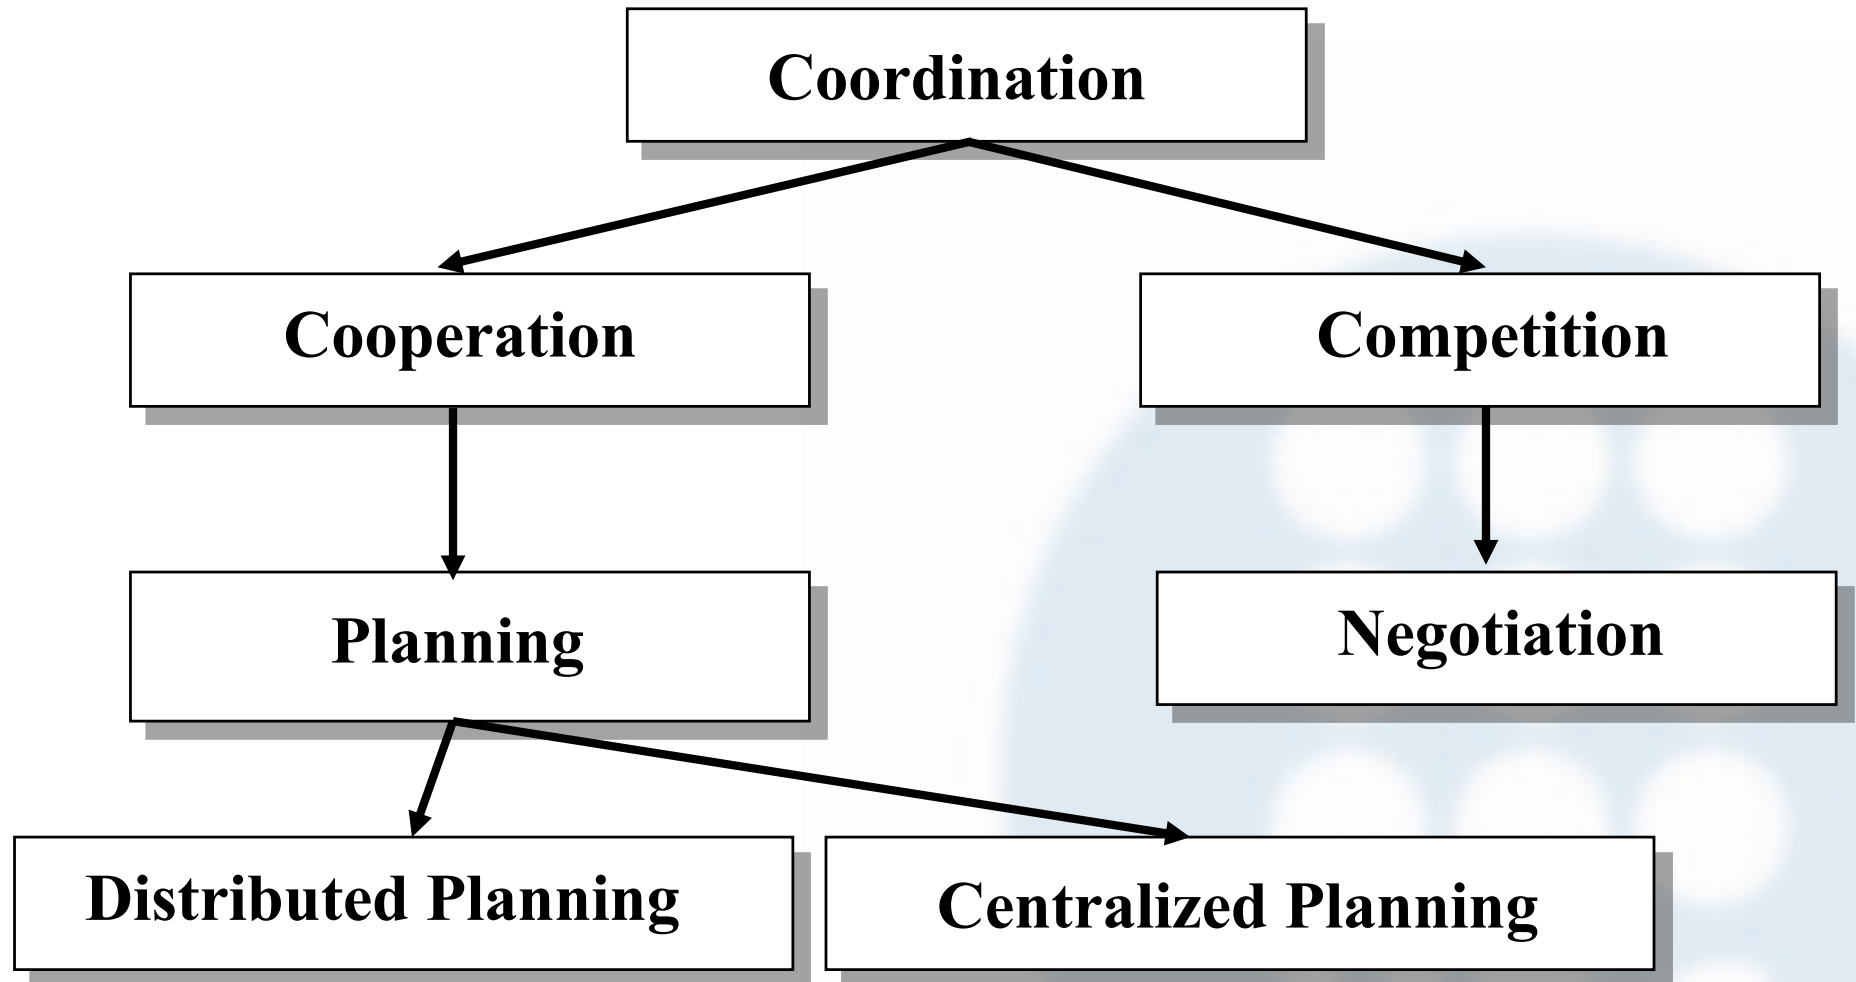 Coordination
Cooperation
Competition
Planning
Negotiation
Distributed Planning
Centralized Planning